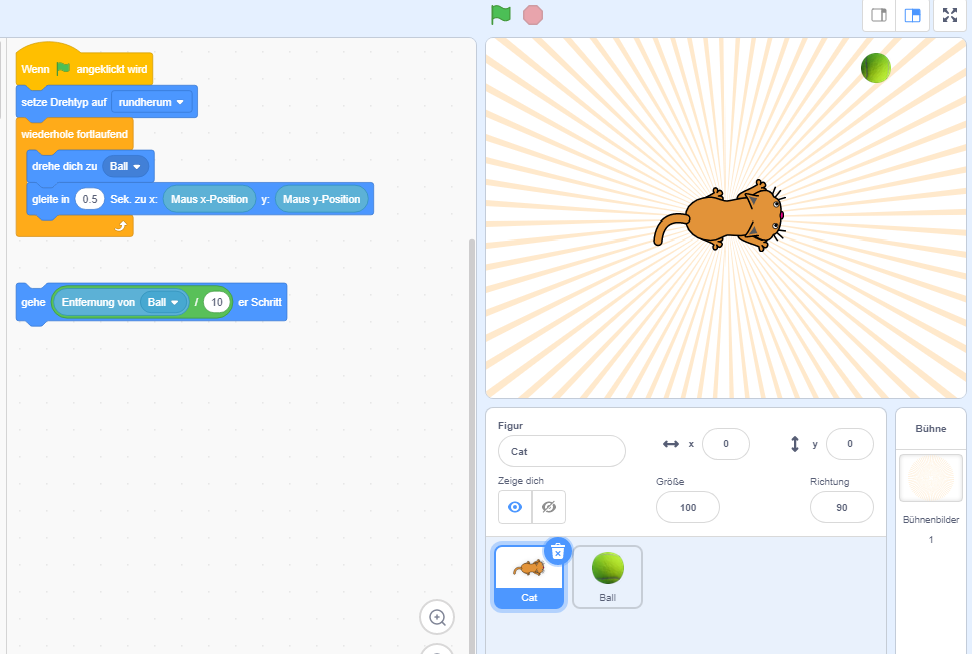 Wenn angeklickt wird
setze Drehtyp auf rundherum
wiederhole fortlaufend
drehe dich zu Ball
gleite in 0.5 Sek. zu x: Maus x-Position y: Maus y-Position
gehe Entfernung von Ball / 10 er Schritt
Figur
Cat
x 0
y 0
Zeige dich
Größe
100
Richtung
90
Cat
Ball
Bühne
Bühnenbilder
1